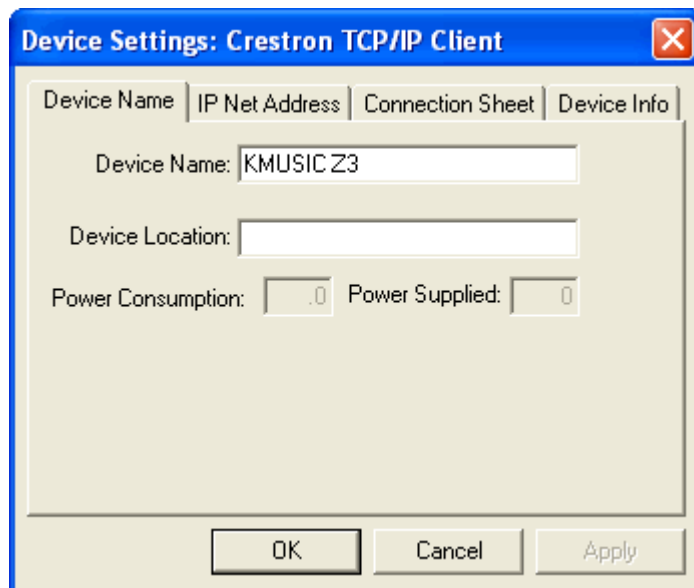 Device Settings: Crestron TCP/IP Client
Device Name IP Net Address Connection Sheet Device Info
Device Name: KMUSIC Z3
Device Location:
Power Consumption: .0 Power Supplied: 0
OK Cancel Apply